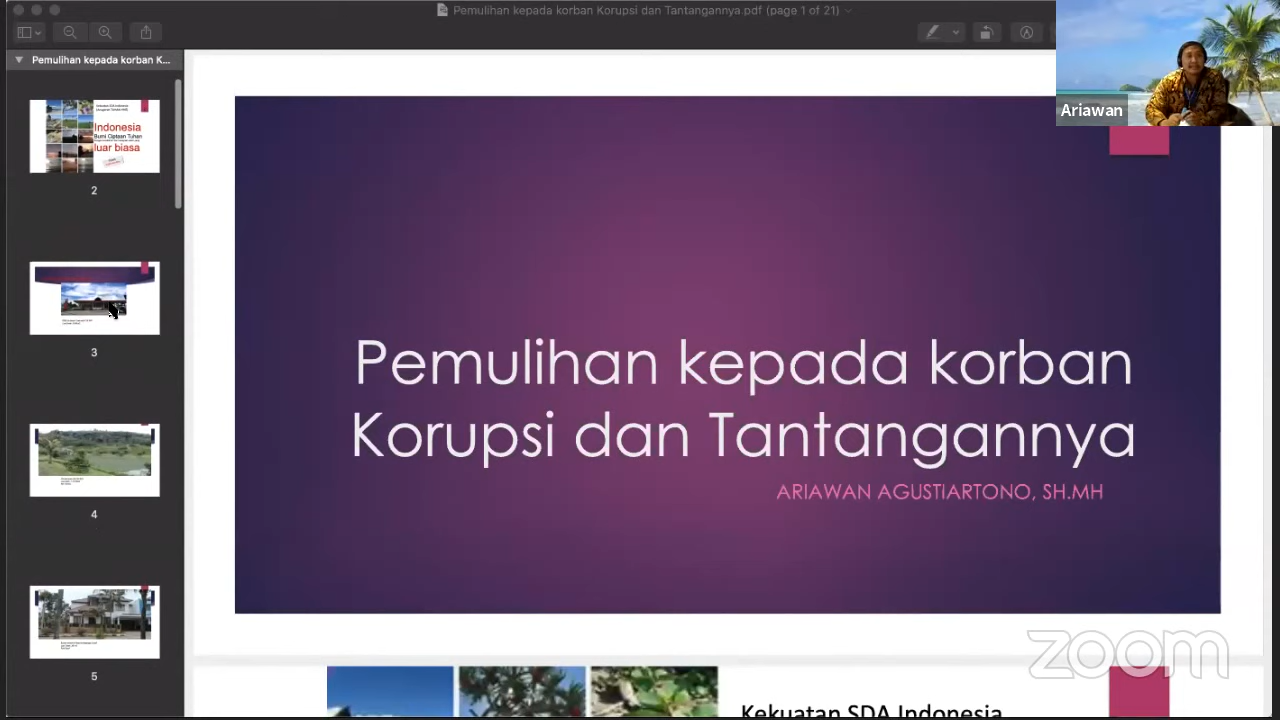 Pemulihan kepada korban Korupsi dan Tantangannya.pdf (page 1 of 21)
Ariawan
Pemulihan kepada korban K...
Indonesia
Bumi Ciptaan Tuhan
luar biasa
2
3
4
5
Pemulihan kepada korban
Korupsi dan Tantangannya
ARIAWAN AGUSTIARTONO, SH.MH
zoom
Kekuatan SDA Indonesia